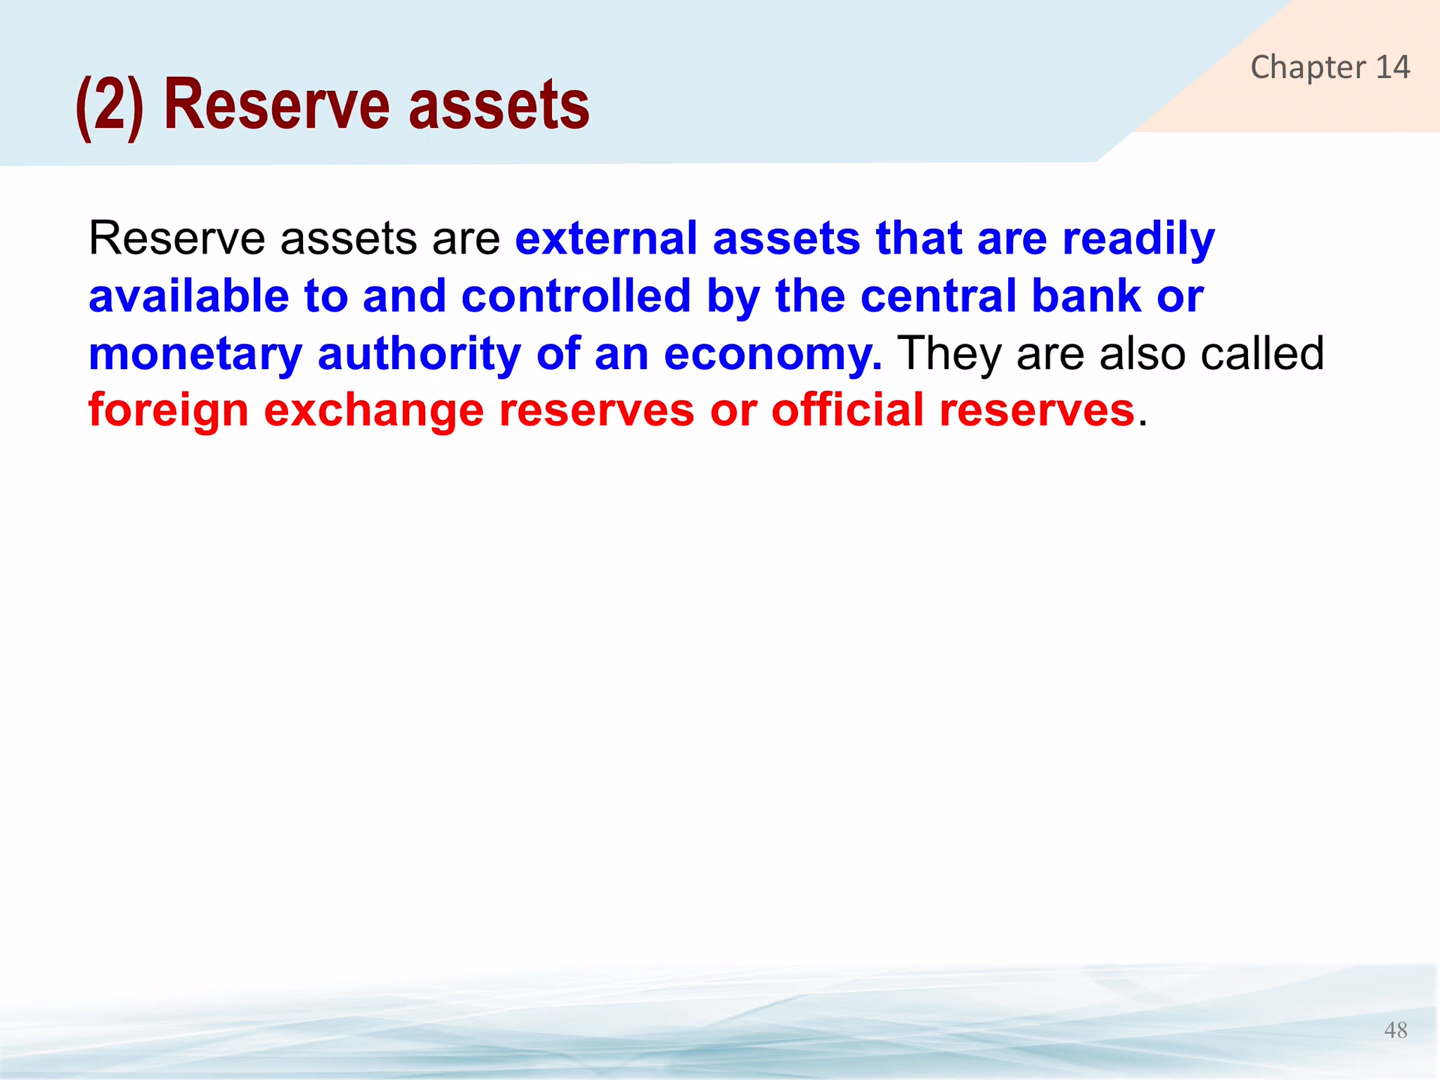 Chapter 14
(2) Reserve assets
Reserve assets are external assets that are readily
available to and controlled by the central bank or
monetary authority of an economy. They are also called
foreign exchange reserves or official reserves.
48